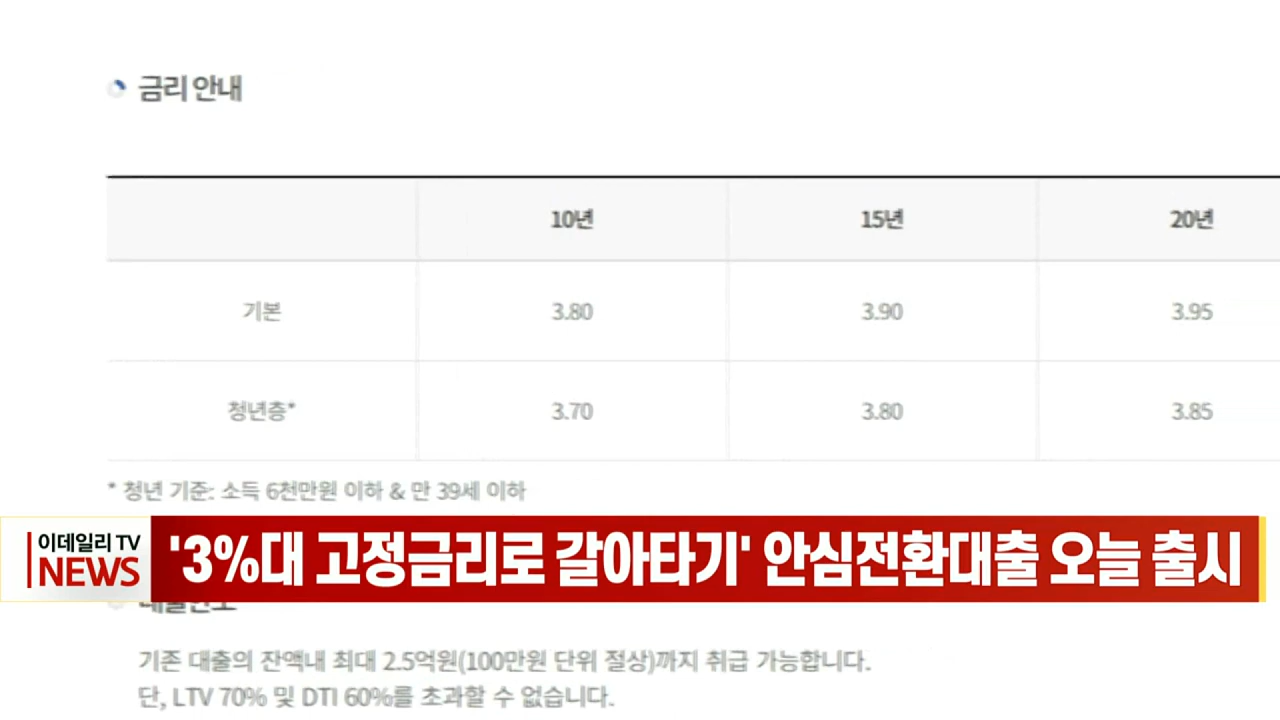 금리 안내
10년 15년 20년
기본 3.80 3.90 3.95
청년층* 3.70 3.80 3.85
* 청년 기준: 소득 6천만원 이하 & 만 39세 이하
이데일리 TV
NEWS
'3%대 고정금리로 갈아타기' 안심전환대출 오늘 출시
기존 대출의 잔액내 최대 2.5억원(100만원 단위 절상)까지 취급 가능합니다.
단, LTV 70% 및 DTI 60%를 초과할 수 없습니다.